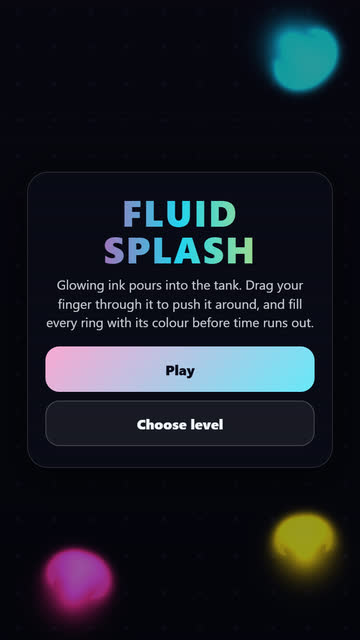 FLUID
SPLASH
Glowing ink pours into the tank. Drag your
finger through it to push it around, and fill
every ring with its colour before time runs out.
Play
Choose level